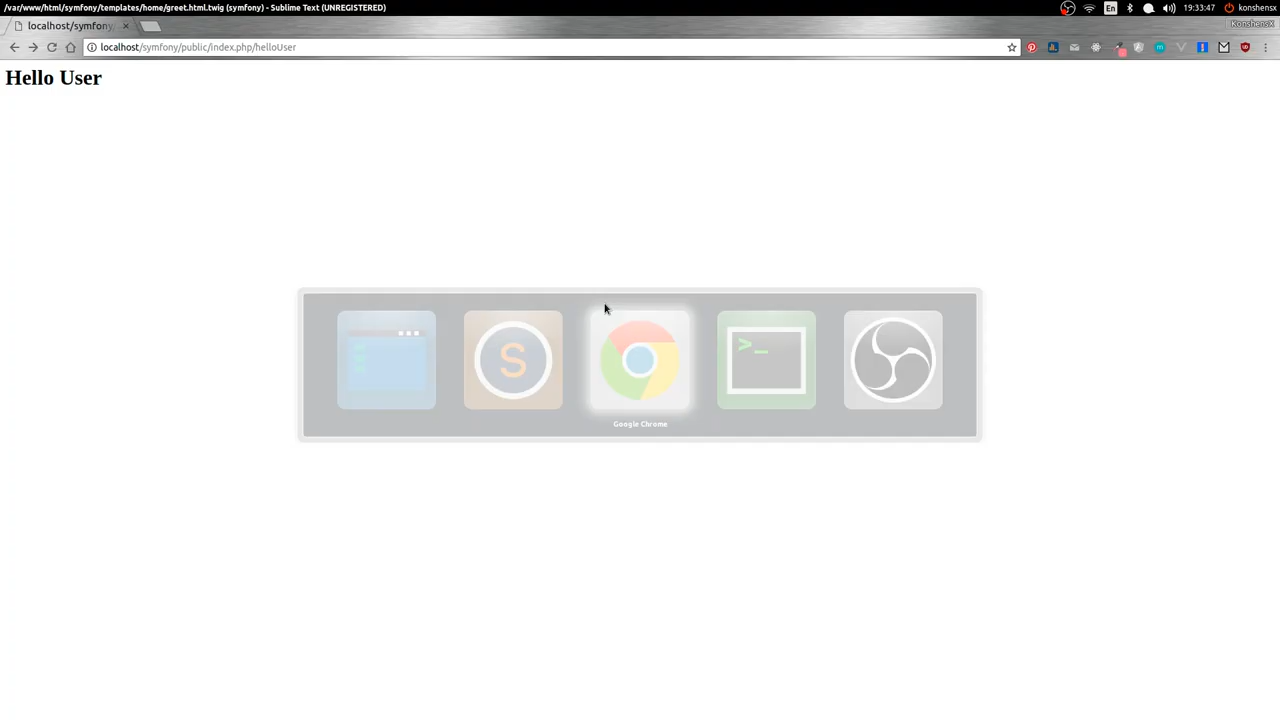 /var/www/html/symfony/templates/home/greet.html.twig (symfony) - Sublime Text (UNREGISTERED)
En
19:33:47
konshensx
localhost/symfony/
KonshensX
localhost/symfony/public/index.php/helloUser
Hello User
S
>_
Google Chrome